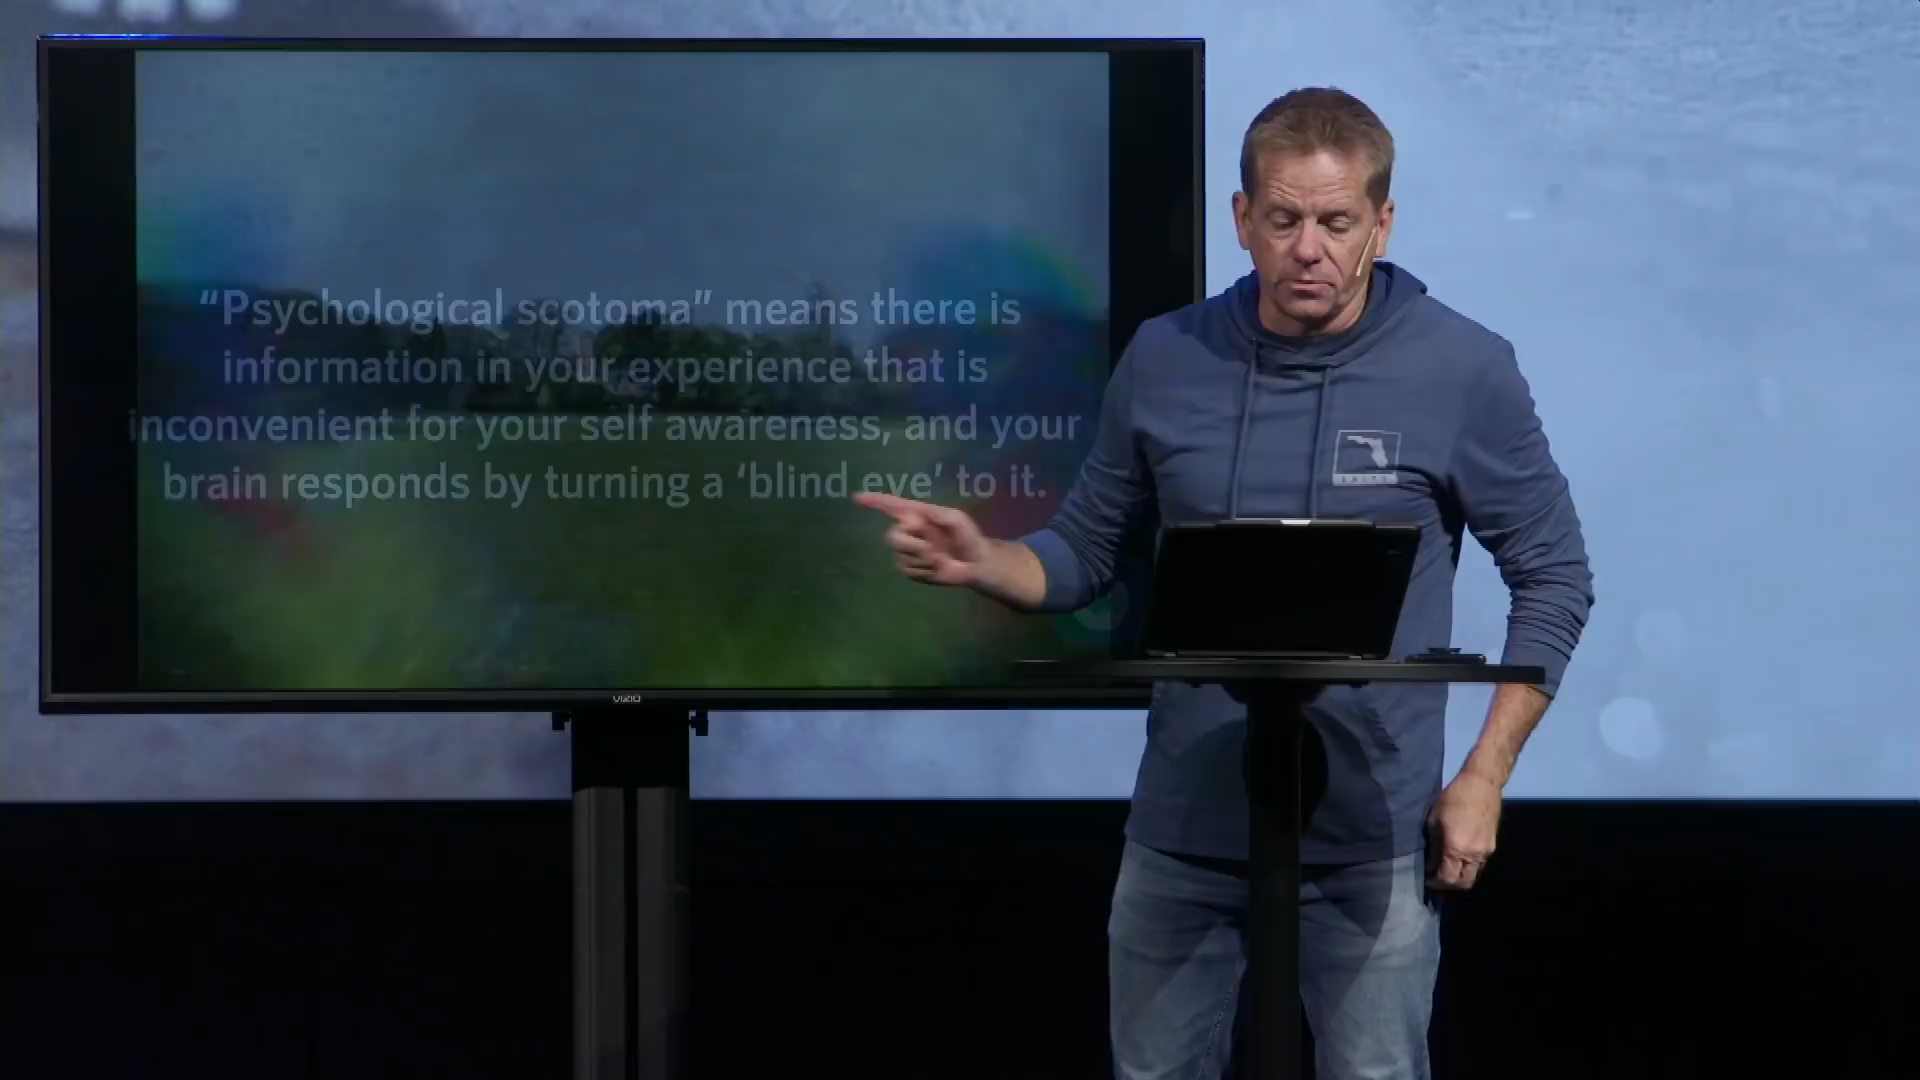 “Psychological scotoma” means there is
information in your experience that is
inconvenient for your self awareness, and your
brain responds by turning a ‘blind eye’ to it.
VIZIO